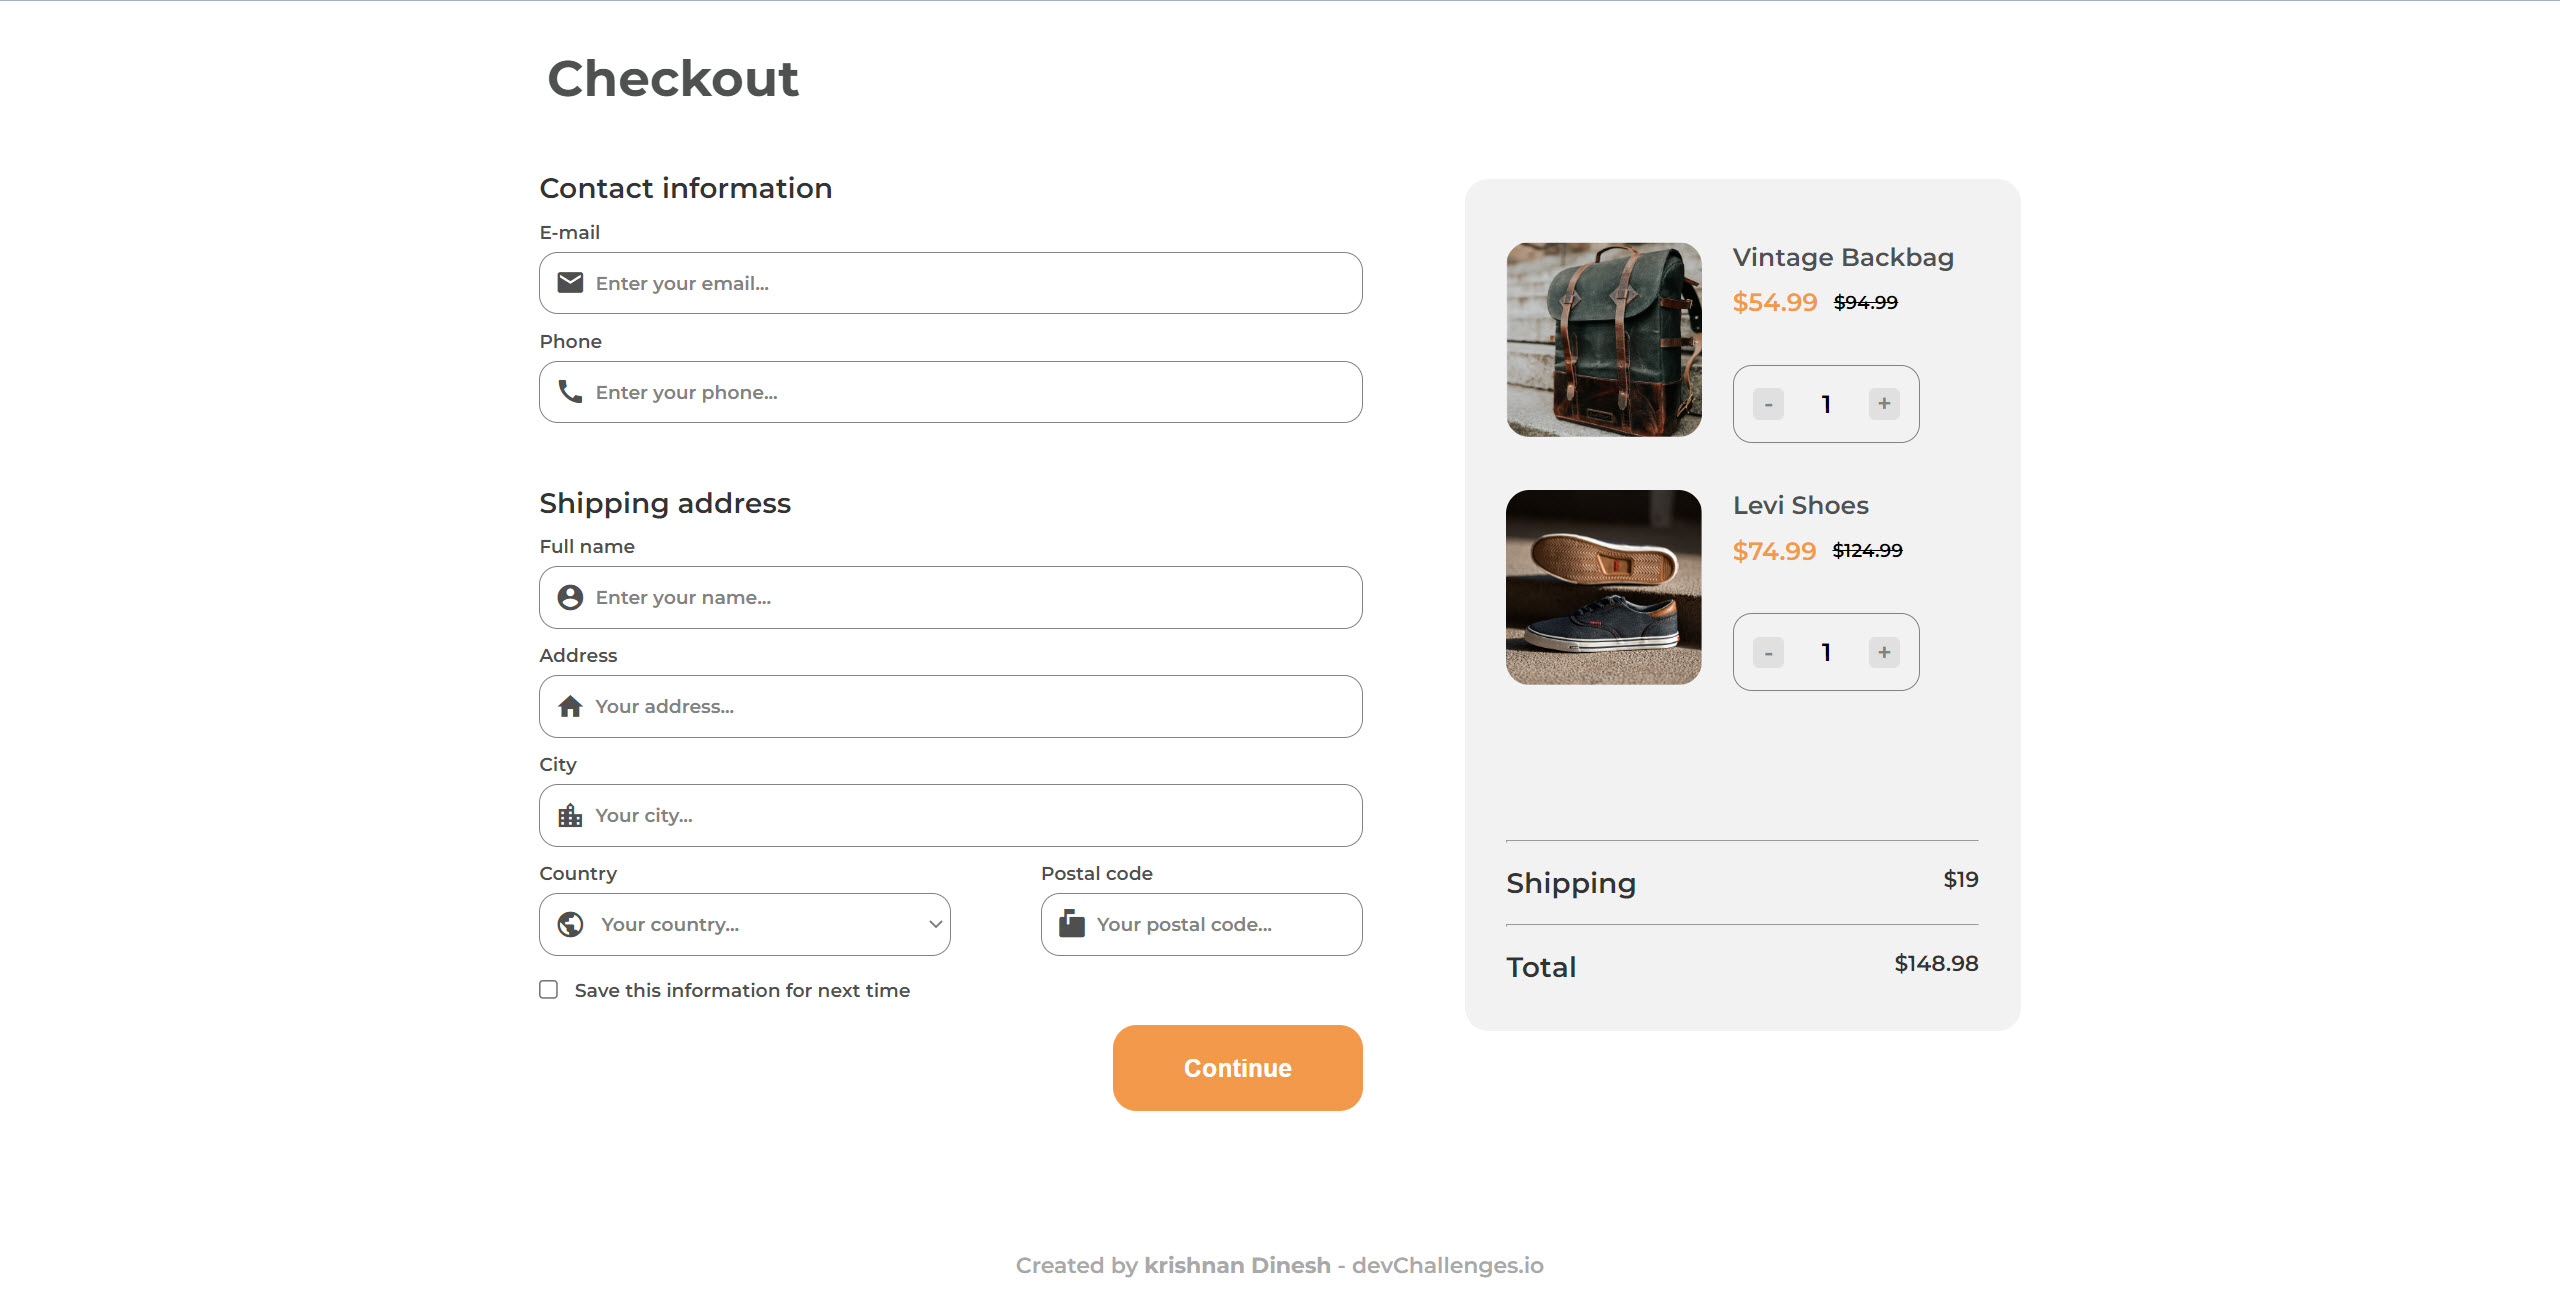 Checkout
Contact information
E-mail
Enter your email...
Phone
Enter your phone...
Shipping address
Full name
Enter your name...
Address
Your address...
City
Your city...
Country
Postal code
Your country...
Your postal code...
Save this information for next time
Continue
Vintage Backbag
$54.99 $94.99
- 1 +
Levi Shoes
$74.99 $124.99
- 1 +
Shipping $19
Total $148.98
Created by krishnan Dinesh - devChallenges.io